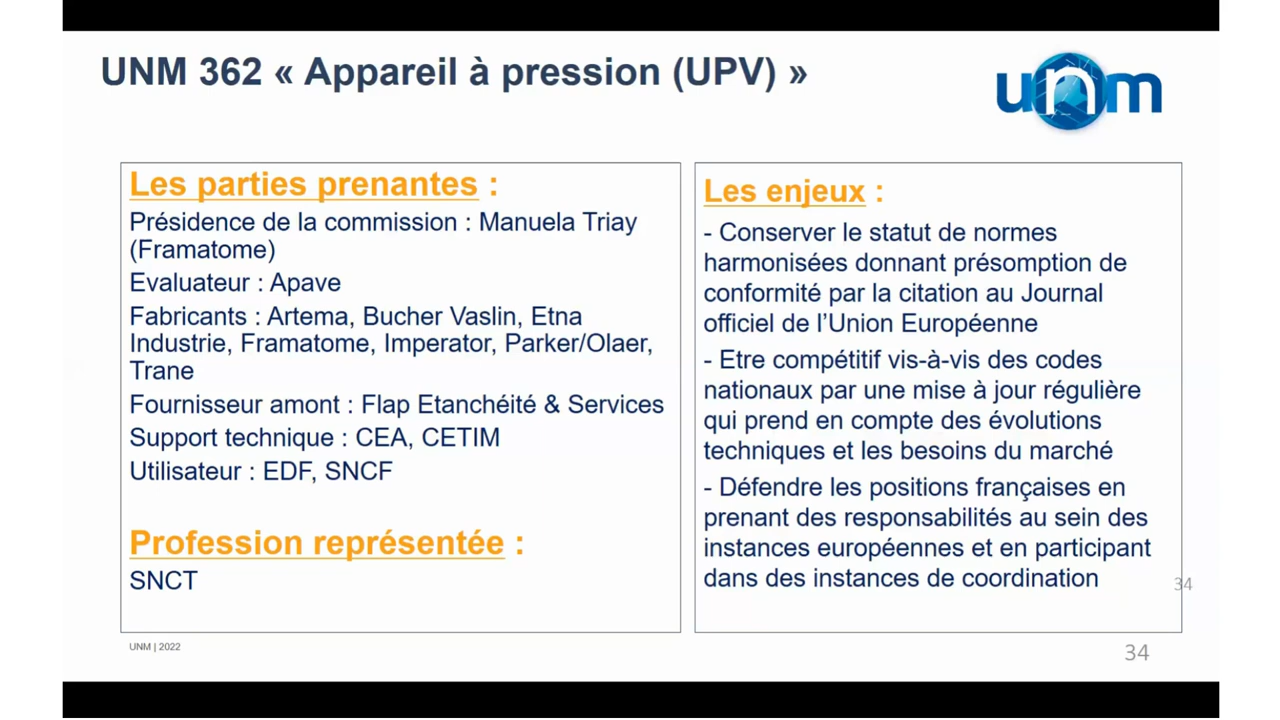 UNM 362 « Appareil à pression (UPV) »
unm
Les parties prenantes :
Présidence de la commission : Manuela Triay
(Framatome)
Evaluateur : Apave
Fabricants : Artema, Bucher Vaslin, Etna
Industrie, Framatome, Imperator, Parker/Olaer,
Trane
Fournisseur amont : Flap Etanchéité & Services
Support technique : CEA, CETIM
Utilisateur : EDF, SNCF
Profession représentée :
SNCT
Les enjeux :
- Conserver le statut de normes
harmonisées donnant présomption de
conformité par la citation au Journal
officiel de l’Union Européenne
- Etre compétitif vis-à-vis des codes
nationaux par une mise à jour régulière
qui prend en compte des évolutions
techniques et les besoins du marché
- Défendre les positions françaises en
prenant des responsabilités au sein des
instances européennes et en participant
dans des instances de coordination
34
UNM | 2022
34